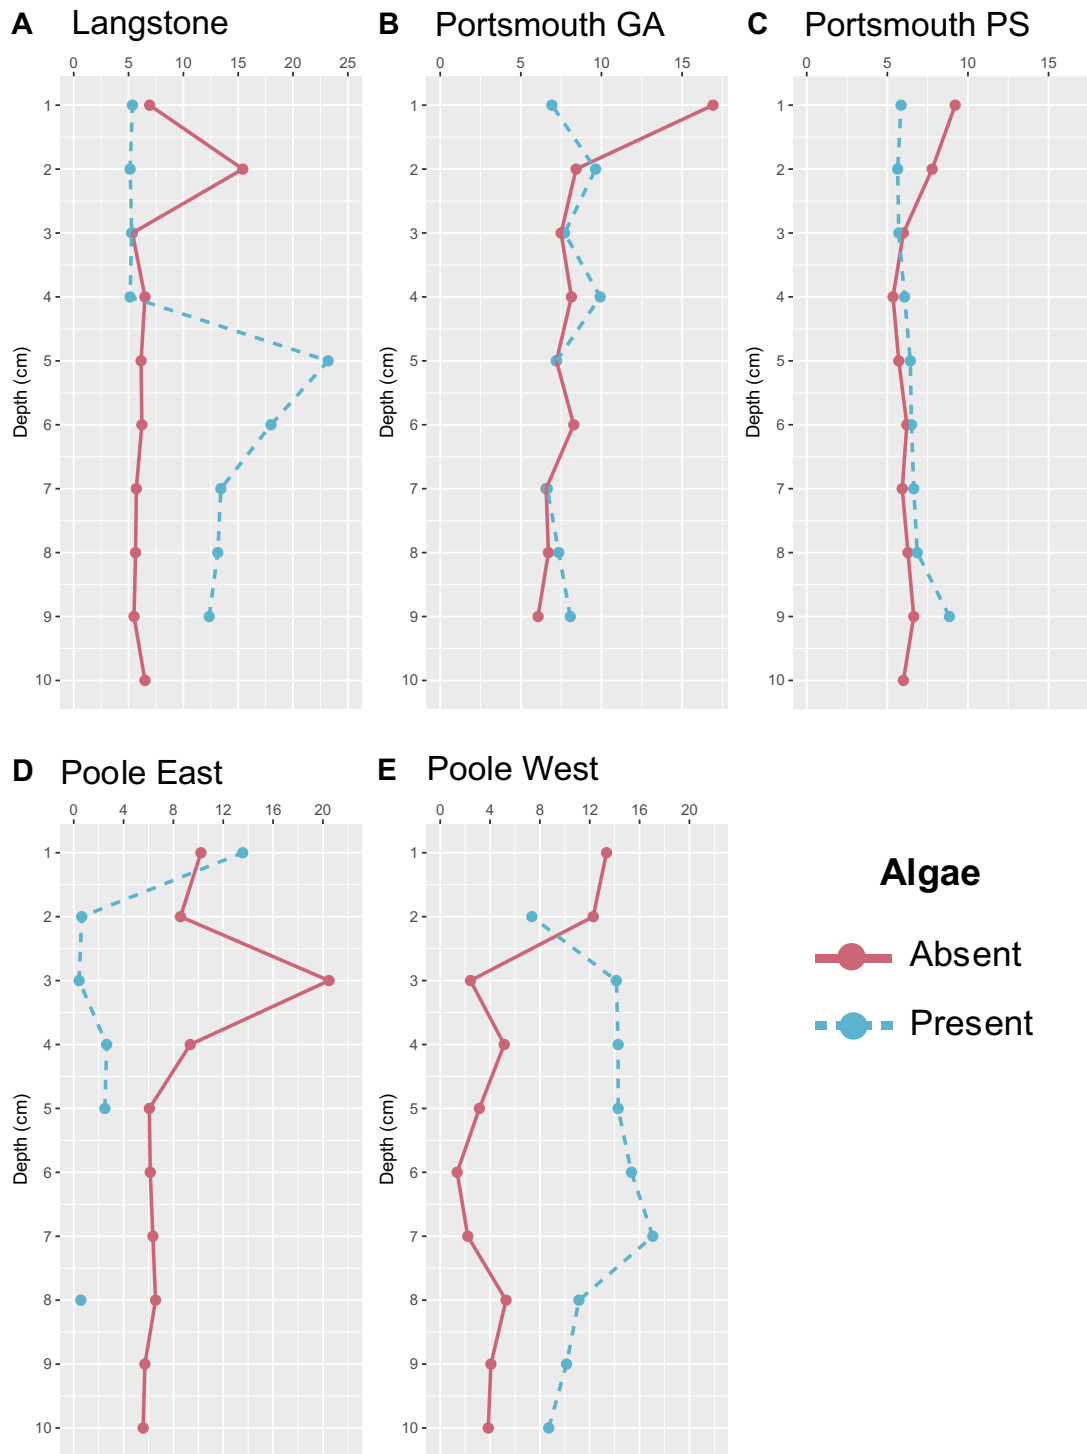 A Langstone
0 5 10 15 20 25
1
2
3
4
5
6
7
8
9
10
Depth (cm)
B Portsmouth GA
0 5 10 15
1
2
3
4
5
6
7
8
9
10
Depth (cm)
C Portsmouth PS
0 5 10 15
1
2
3
4
5
6
7
8
9
10
Depth (cm)
D Poole East
0 4 8 12 16 20
1
2
3
4
5
6
7
8
9
10
Depth (cm)
E Poole West
0 4 8 12 16 20
1
2
3
4
5
6
7
8
9
10
Depth (cm)
Algae
Absent
Present